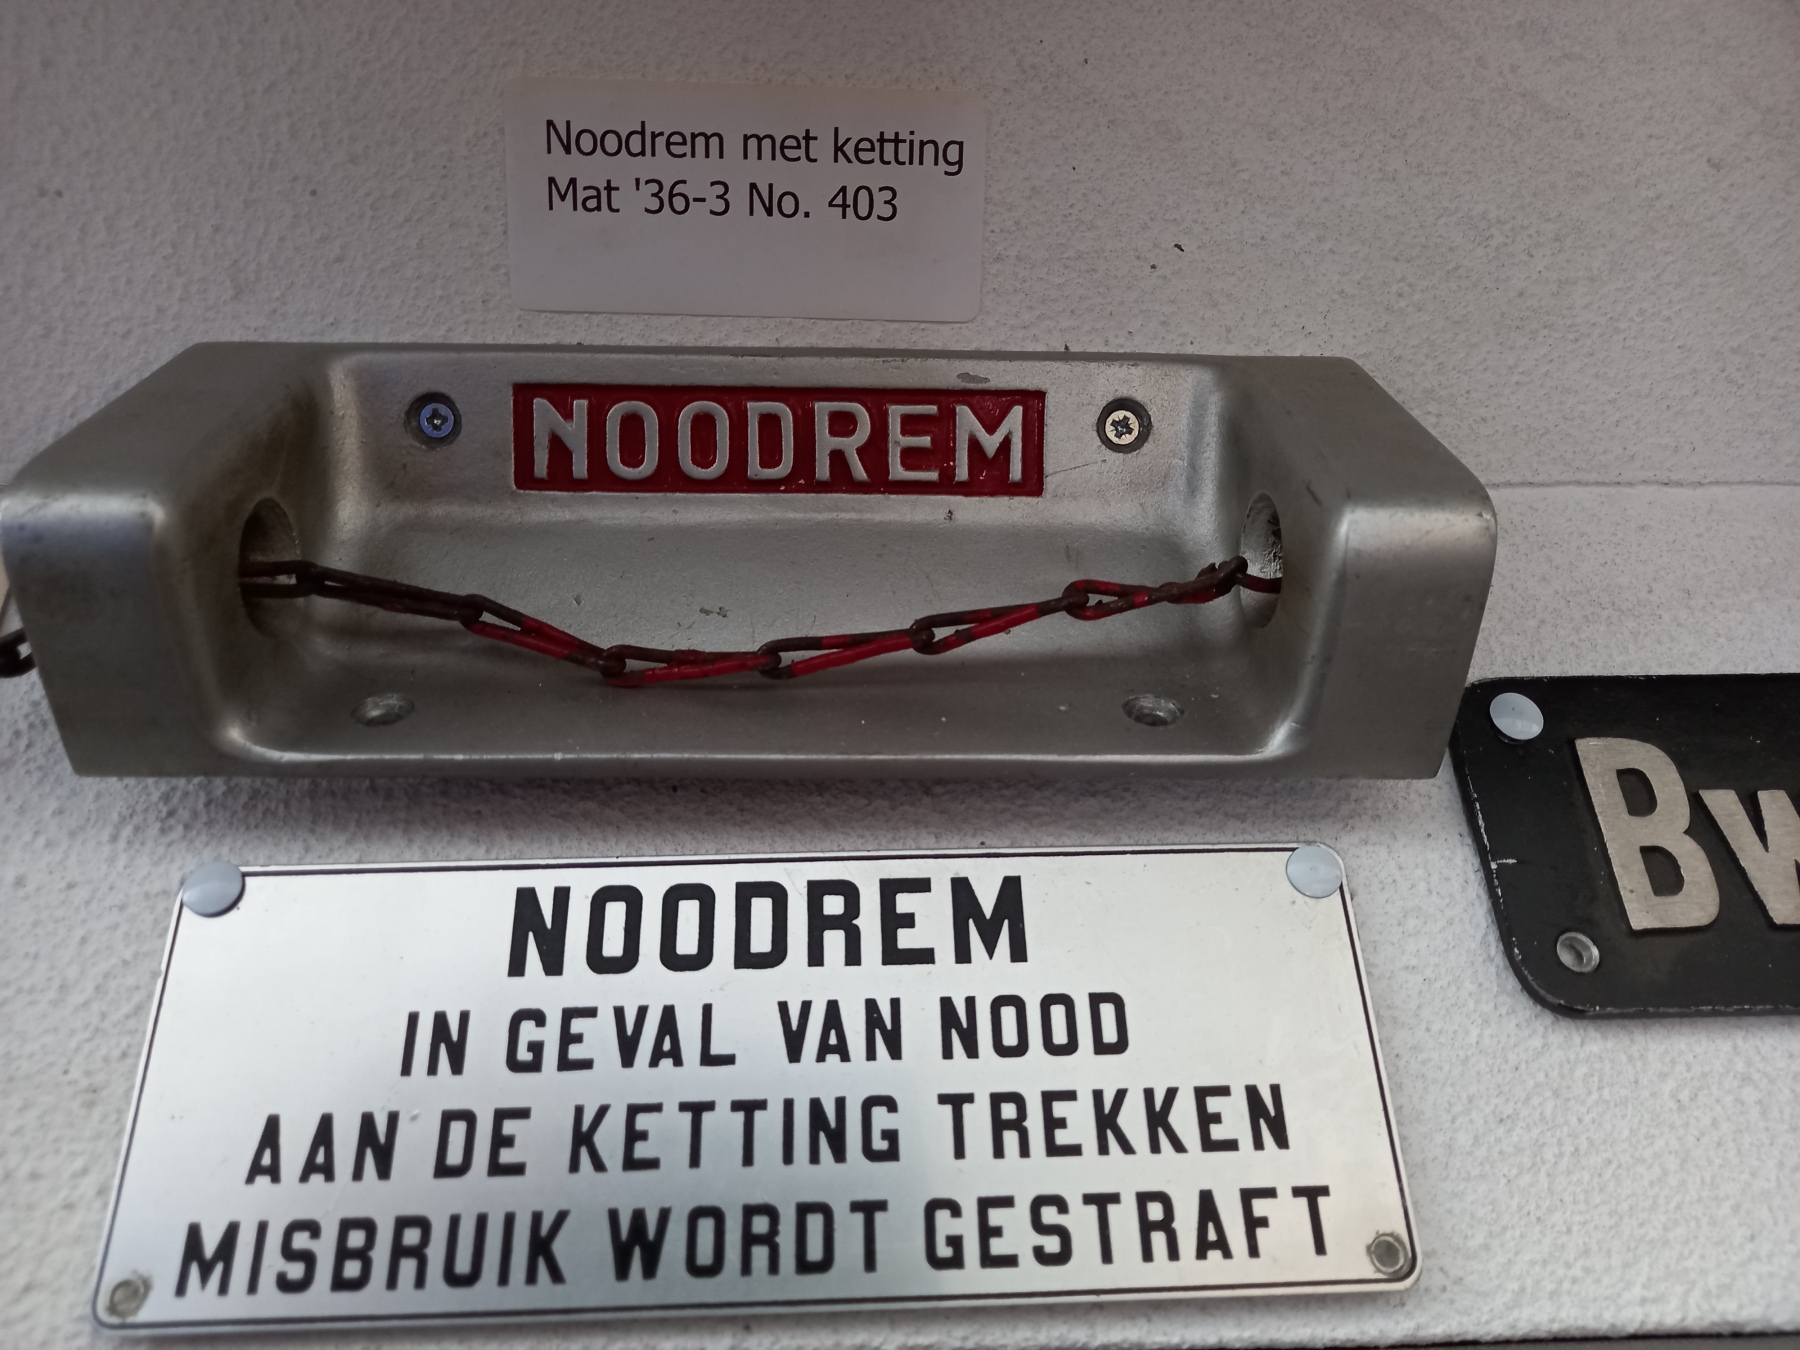 Noodrem met ketting
Mat '36-3 No. 403
NOODREM
NOODREM
IN GEVAL VAN NOOD
AAN DE KETTING TREKKEN
MISBRUIK WORDT GESTRAFT